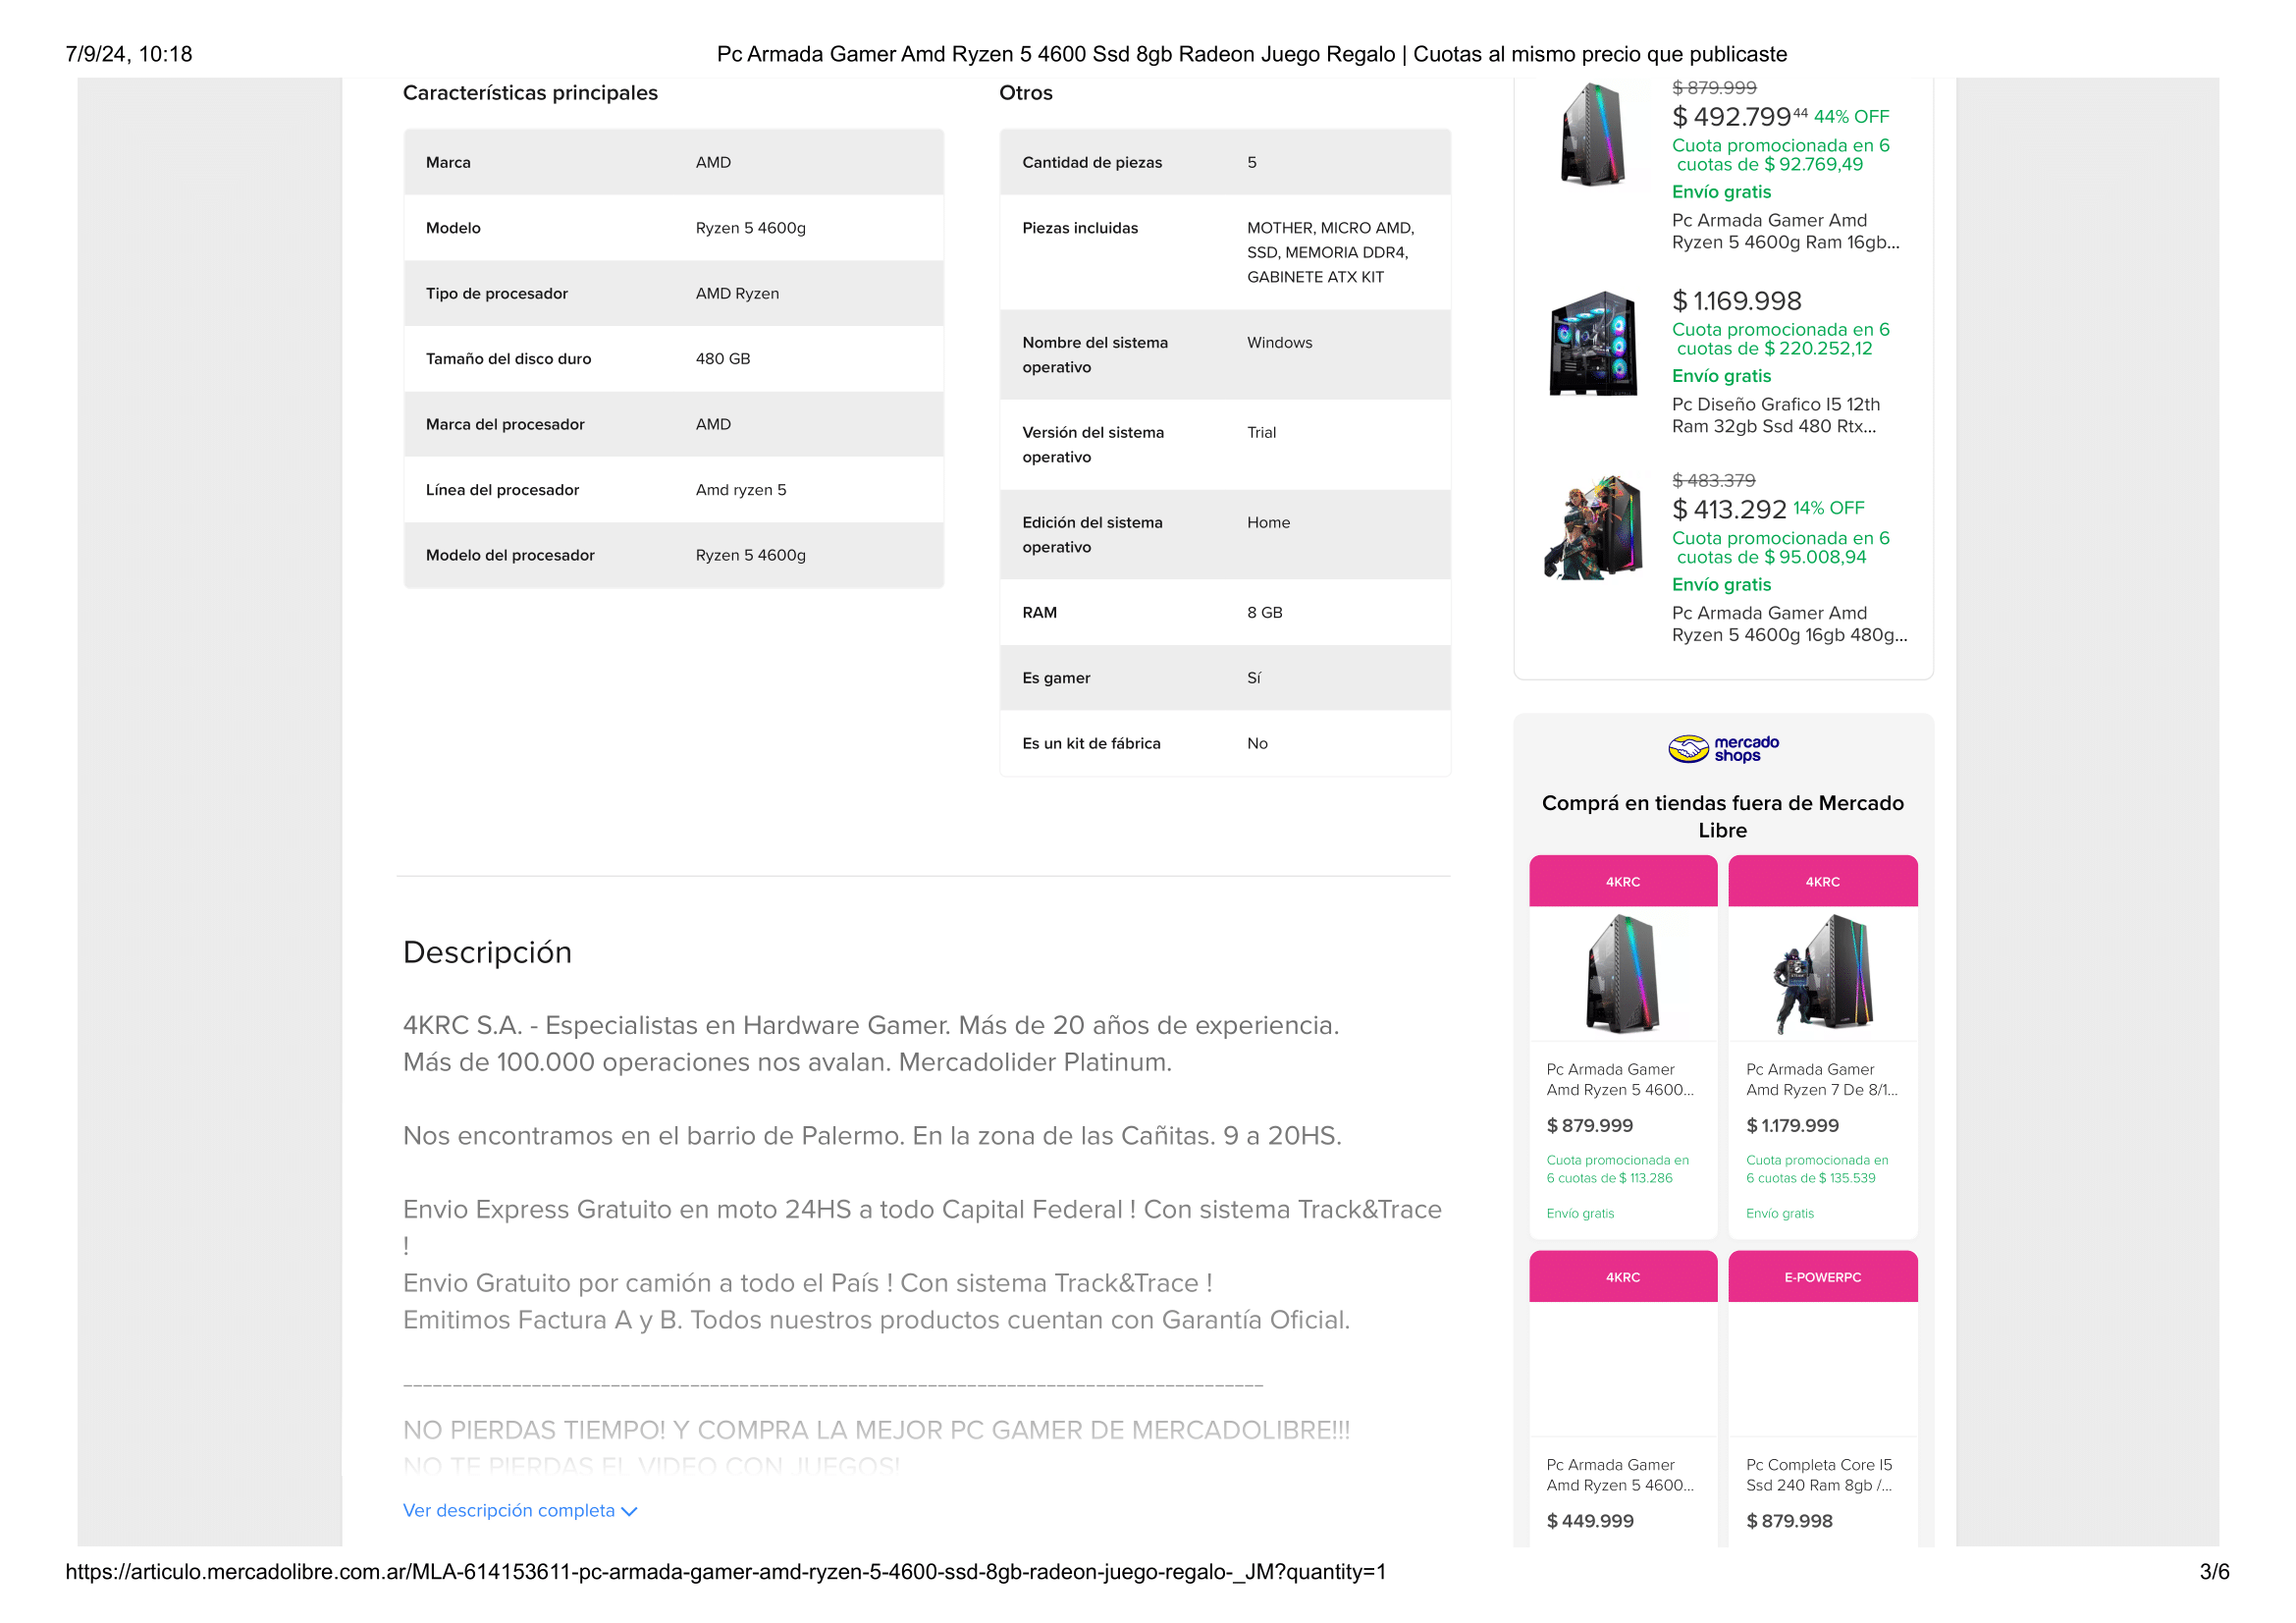 7/9/24, 10:18
Pc Armada Gamer Amd Ryzen 5 4600 Ssd 8gb Radeon Juego Regalo | Cuotas al mismo precio que publicaste
Características principales
Marca AMD
Modelo Ryzen 5 4600g
Tipo de procesador AMD Ryzen
Tamaño del disco duro 480 GB
Marca del procesador AMD
Línea del procesador Amd ryzen 5
Modelo del procesador Ryzen 5 4600g
Otros
Cantidad de piezas 5
Piezas incluidas MOTHER, MICRO AMD,
SSD, MEMORIA DDR4,
GABINETE ATX KIT
Nombre del sistema Windows
operativo
Versión del sistema Trial
operativo
Edición del sistema Home
operativo
RAM 8 GB
Es gamer Sí
Es un kit de fábrica No
Descripción
4KRC S.A. - Especialistas en Hardware Gamer. Más de 20 años de experiencia.
Más de 100.000 operaciones nos avalan. Mercadolider Platinum.
Nos encontramos en el barrio de Palermo. En la zona de las Cañitas. 9 a 20HS.
Envio Express Gratuito en moto 24HS a todo Capital Federal ! Con sistema Track&Trace
!
Envio Gratuito por camión a todo el País ! Con sistema Track&Trace !
Emitimos Factura A y B. Todos nuestros productos cuentan con Garantía Oficial.
---------------------------------------------------------------------------------------
NO PIERDAS TIEMPO! Y COMPRA LA MEJOR PC GAMER DE MERCADOLIBRE!!!
NO TE PIERDAS EL VIDEO CON JUEGOS!
Ver descripción completa
$ 879.999
$ 492.799 44 44% OFF
Cuota promocionada en 6
cuotas de $ 92.769,49
Envío gratis
Pc Armada Gamer Amd
Ryzen 5 4600g Ram 16gb...
$ 1.169.998
Cuota promocionada en 6
cuotas de $ 220.252,12
Envío gratis
Pc Diseño Grafico I5 12th
Ram 32gb Ssd 480 Rtx...
$ 483.379
$ 413.292 14% OFF
Cuota promocionada en 6
cuotas de $ 95.008,94
Envío gratis
Pc Armada Gamer Amd
Ryzen 5 4600g 16gb 480g...
mercado
shops
Comprá en tiendas fuera de Mercado
Libre
4KRC
Pc Armada Gamer
Amd Ryzen 5 4600...
$ 879.999
Cuota promocionada en
6 cuotas de $ 113.286
Envío gratis
4KRC
Pc Armada Gamer
Amd Ryzen 7 De 8/1...
$ 1.179.999
Cuota promocionada en
6 cuotas de $ 135.539
Envío gratis
4KRC
Pc Armada Gamer
Amd Ryzen 5 4600...
$ 449.999
E-POWERPC
Pc Completa Core I5
Ssd 240 Ram 8gb /...
$ 879.998
https://articulo.mercadolibre.com.ar/MLA-614153611-pc-armada-gamer-amd-ryzen-5-4600-ssd-8gb-radeon-juego-regalo-_JM?quantity=1
3/6